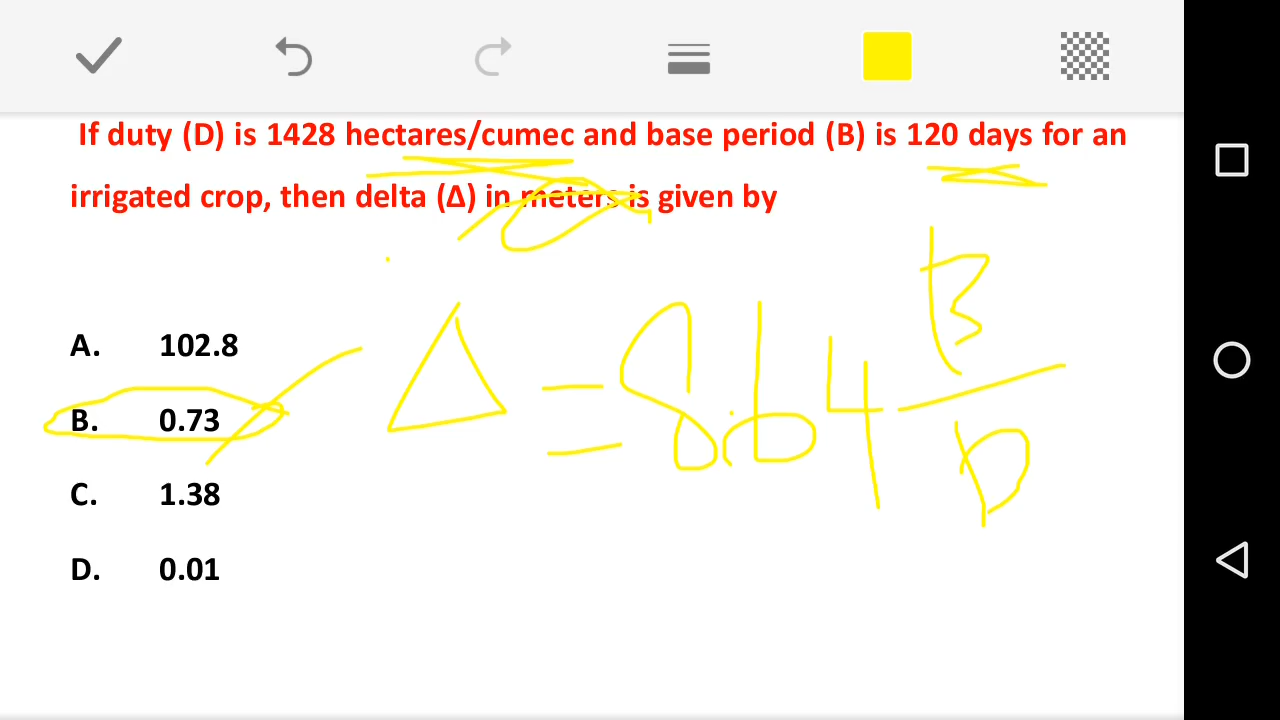 If duty (D) is 1428 hectares/cumec and base period (B) is 120 days for an
irrigated crop, then delta (Δ) in meters is given by
A. 102.8
B. 0.73
C. 1.38
D. 0.01
Δ = 8.64 B
D